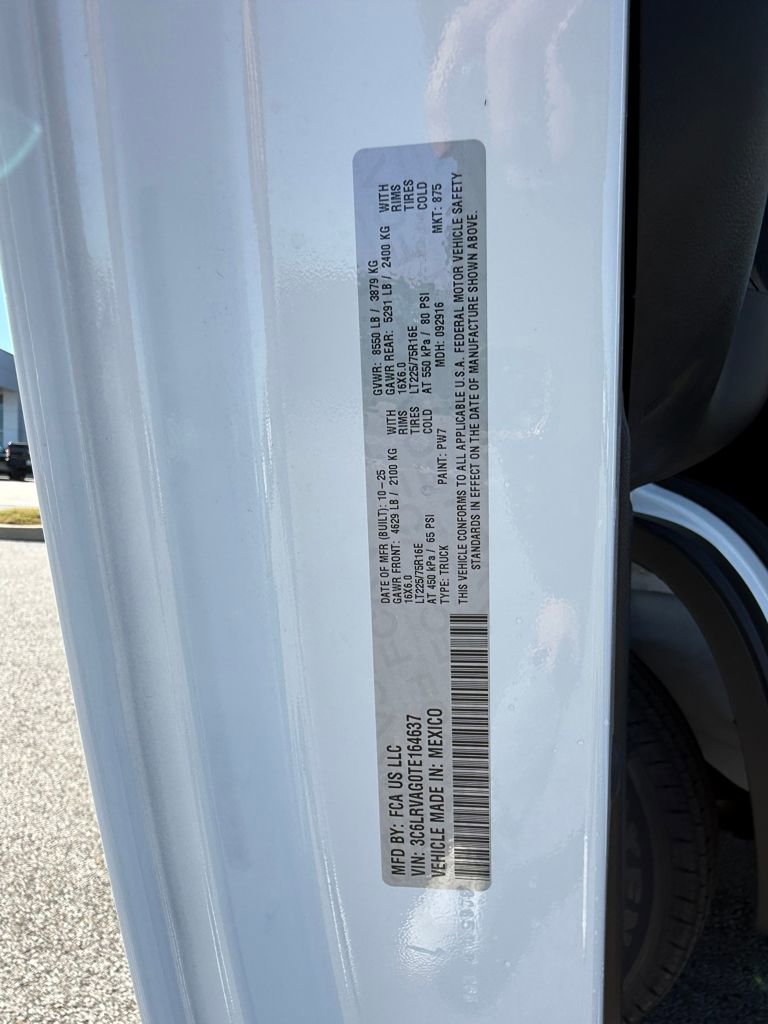 MFD BY: FCA US LLC
VIN: 3C6LRVAG0TE164637
VEHICLE MADE IN: MEXICO
DATE OF MFR (BUILT): 10-25
GAWR FRONT: 4629 LB / 2100 KG WITH
16X6.0 RIMS
LT225/75R16E TIRES
AT 450 kPa / 65 PSI COLD
TYPE: TRUCK PAINT: PW7
GVWR: 8550 LB / 3879 KG
GAWR REAR: 5291 LB / 2400 KG WITH
16X6.0 RIMS
LT225/75R16E TIRES
AT 550 kPa / 80 PSI COLD
MDH: 092916 MKT: 875
THIS VEHICLE CONFORMS TO ALL APPLICABLE U.S.A. FEDERAL MOTOR VEHICLE SAFETY
STANDARDS IN EFFECT ON THE DATE OF MANUFACTURE SHOWN ABOVE.